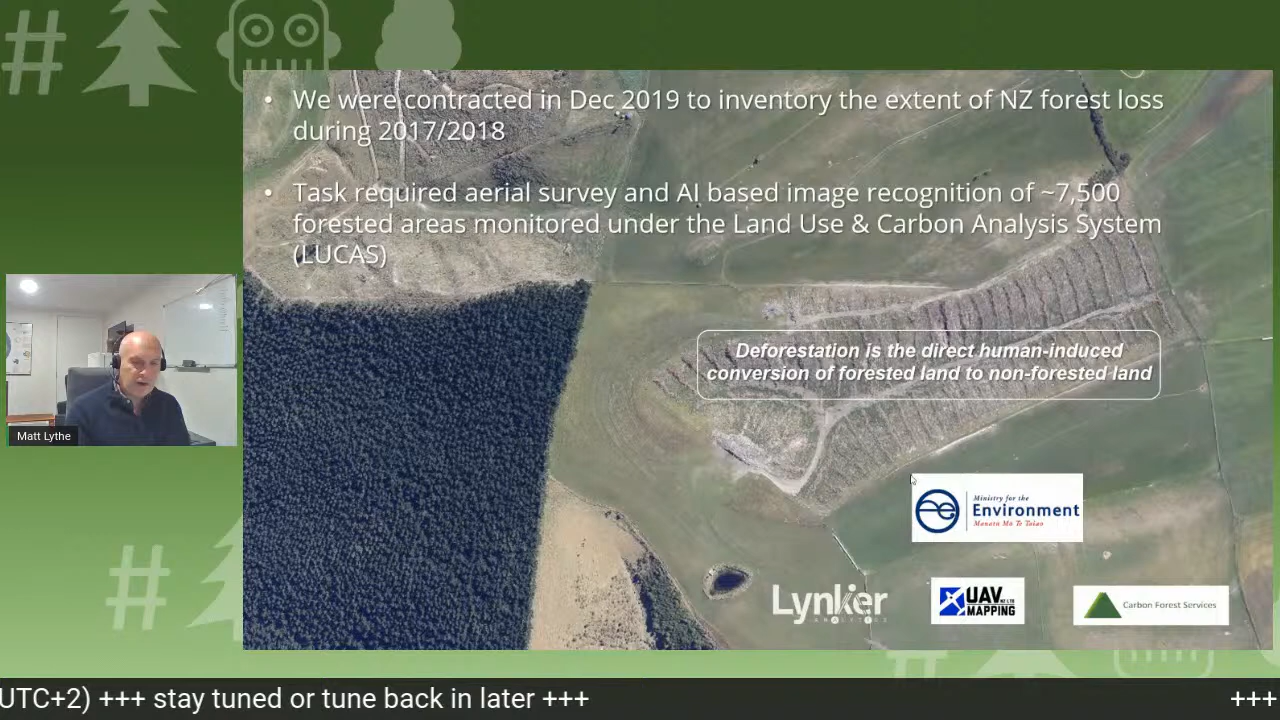 • We were contracted in Dec 2019 to inventory the extent of NZ forest loss
during 2017/2018
• Task required aerial survey and AI based image recognition of ~7,500
forested areas monitored under the Land Use & Carbon Analysis System
(LUCAS)
Deforestation is the direct human-induced
conversion of forested land to non-forested land
Matt Lythe
Ministry for the
Environment
Manatū Mō Te Taiao
Lynker
ANALYTICS
UAV
MAPPING
Carbon Forest Services
UTC+2) +++ stay tuned or tune back in later +++
+++